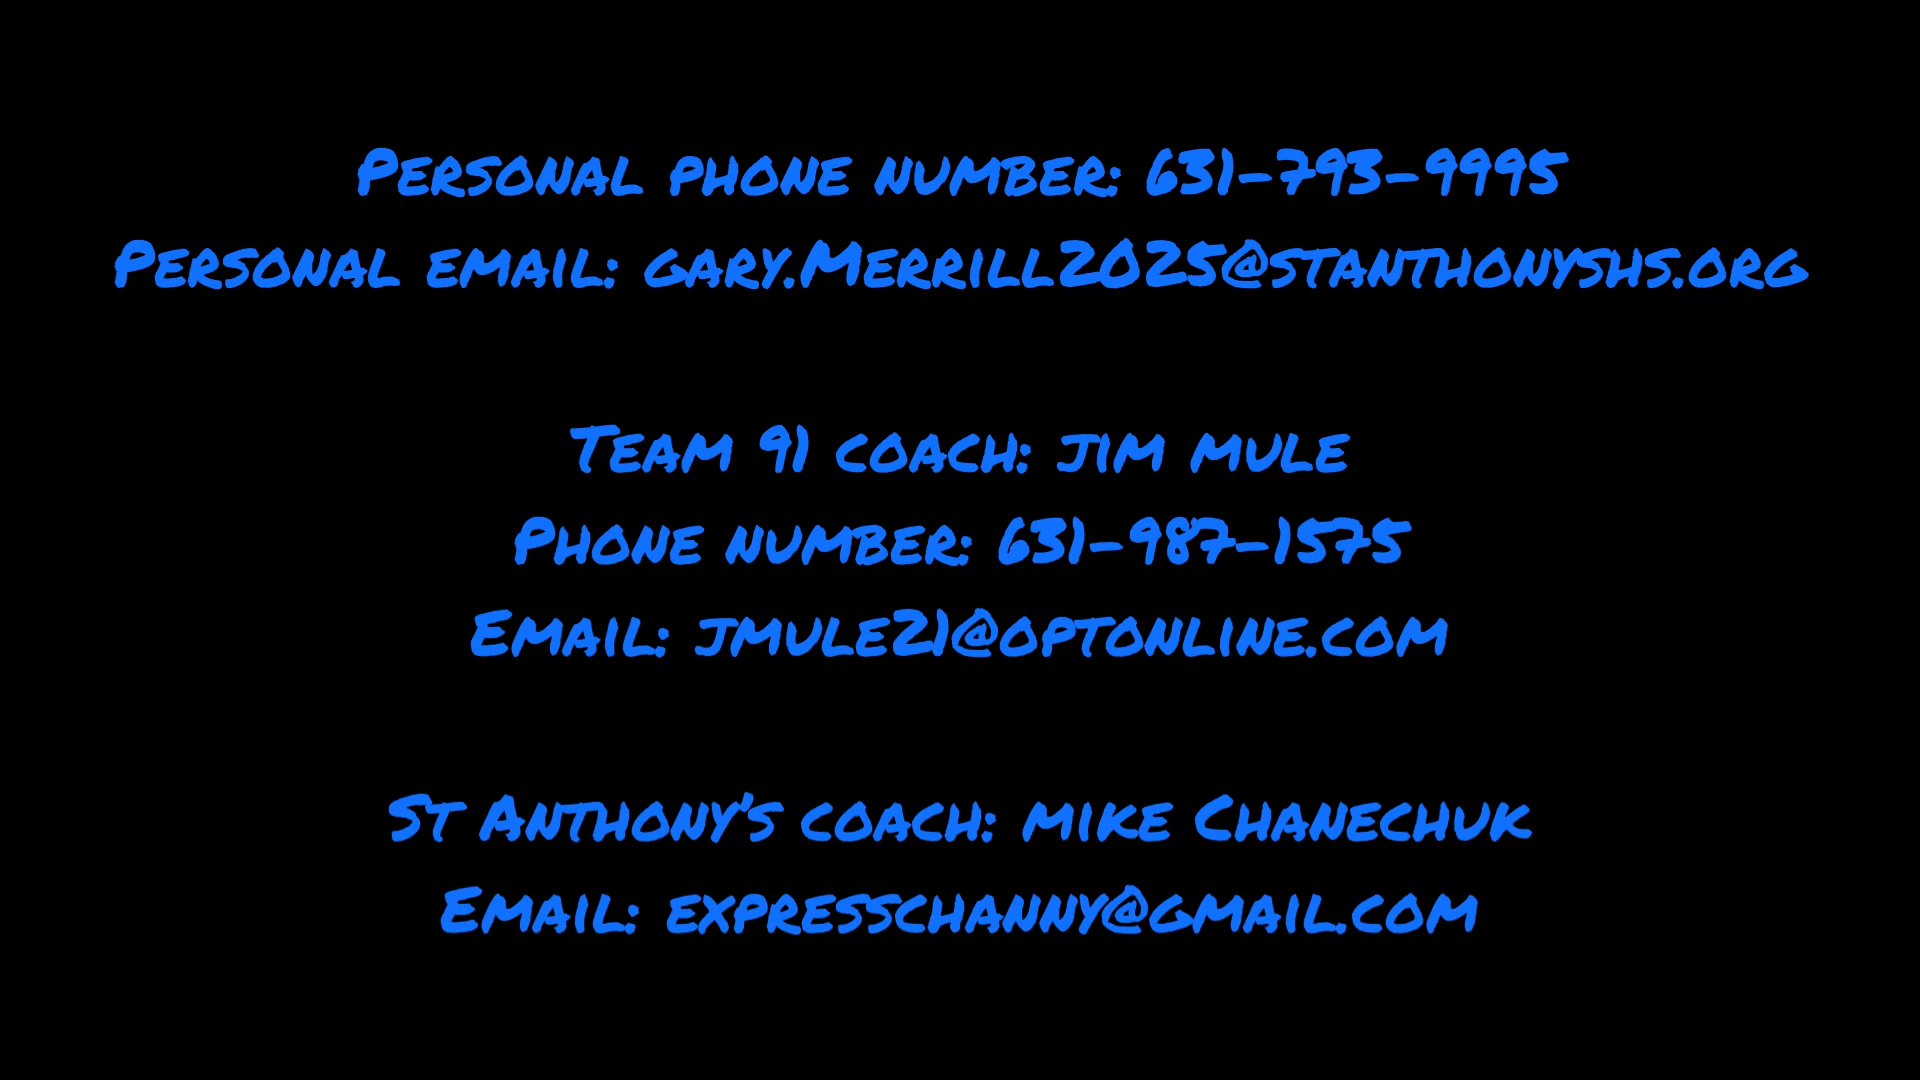 Personal phone number: 631-793-9995
Personal email: gary.Merrill2025@stanthonyshs.org
Team 91 coach: jim mule
Phone number: 631-987-1575
Email: jmule21@optonline.com
St Anthony's coach: mike Chanechuk
Email: expresschanny@gmail.com